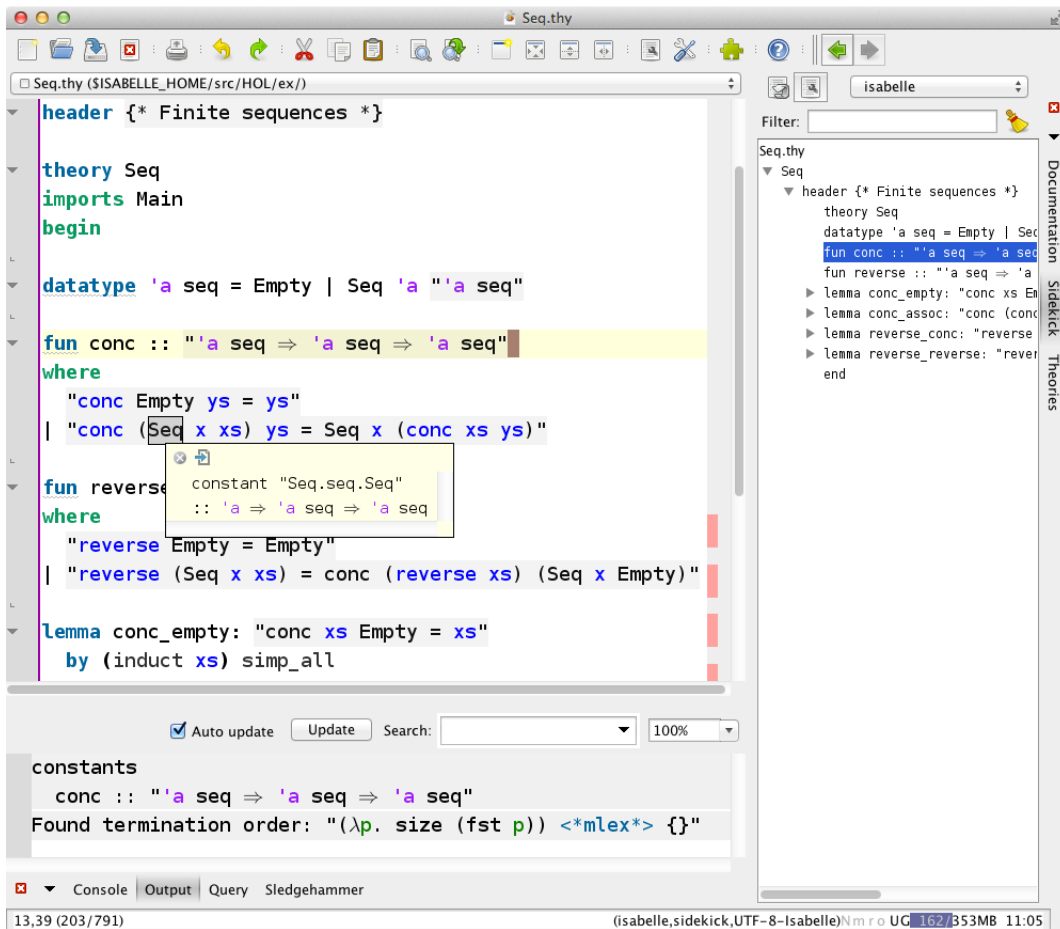 Seq.thy
Seq.thy ($ISABELLE_HOME/src/HOL/ex/)
header {* Finite sequences *}
theory Seq
imports Main
begin
datatype 'a seq = Empty | Seq 'a "'a seq"
fun conc :: "'a seq ⇒ 'a seq ⇒ 'a seq"
where
"conc Empty ys = ys"
| "conc (Seq x xs) ys = Seq x (conc xs ys)"
constant "Seq.seq.Seq"
:: 'a ⇒ 'a seq ⇒ 'a seq
fun reverse
where
"reverse Empty = Empty"
| "reverse (Seq x xs) = conc (reverse xs) (Seq x Empty)"
lemma conc_empty: "conc xs Empty = xs"
by (induct xs) simp_all
isabelle
Filter:
Seq.thy
Seq
header {* Finite sequences *}
theory Seq
datatype 'a seq = Empty | Seq
fun conc :: "'a seq ⇒ 'a seq
fun reverse :: "'a seq ⇒ 'a
lemma conc_empty: "conc xs Em
lemma conc_assoc: "conc (conc
lemma reverse_conc: "reverse
lemma reverse_reverse: "rever
end
Documentation
Sidekick
Theories
Auto update
Update
Search:
100%
constants
conc :: "'a seq ⇒ 'a seq ⇒ 'a seq"
Found termination order: "(λp. size (fst p)) <*mlex*> {}"
Console Output Query Sledgehammer
13,39 (203/791)
(isabelle,sidekick,UTF-8-Isabelle)N m r o UG 162/353MB 11:05